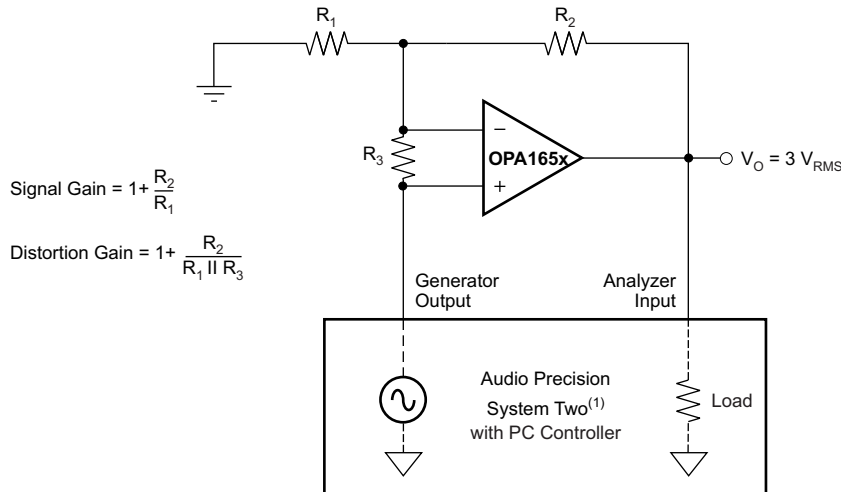 R1
R2
R3
−
OPA165x
+
VO = 3 VRMS
Signal Gain = 1+ R2
R1
Distortion Gain = 1+ R2
R1 II R3
Generator
Output
Analyzer
Input
Audio Precision
System Two(1)
with PC Controller
Load